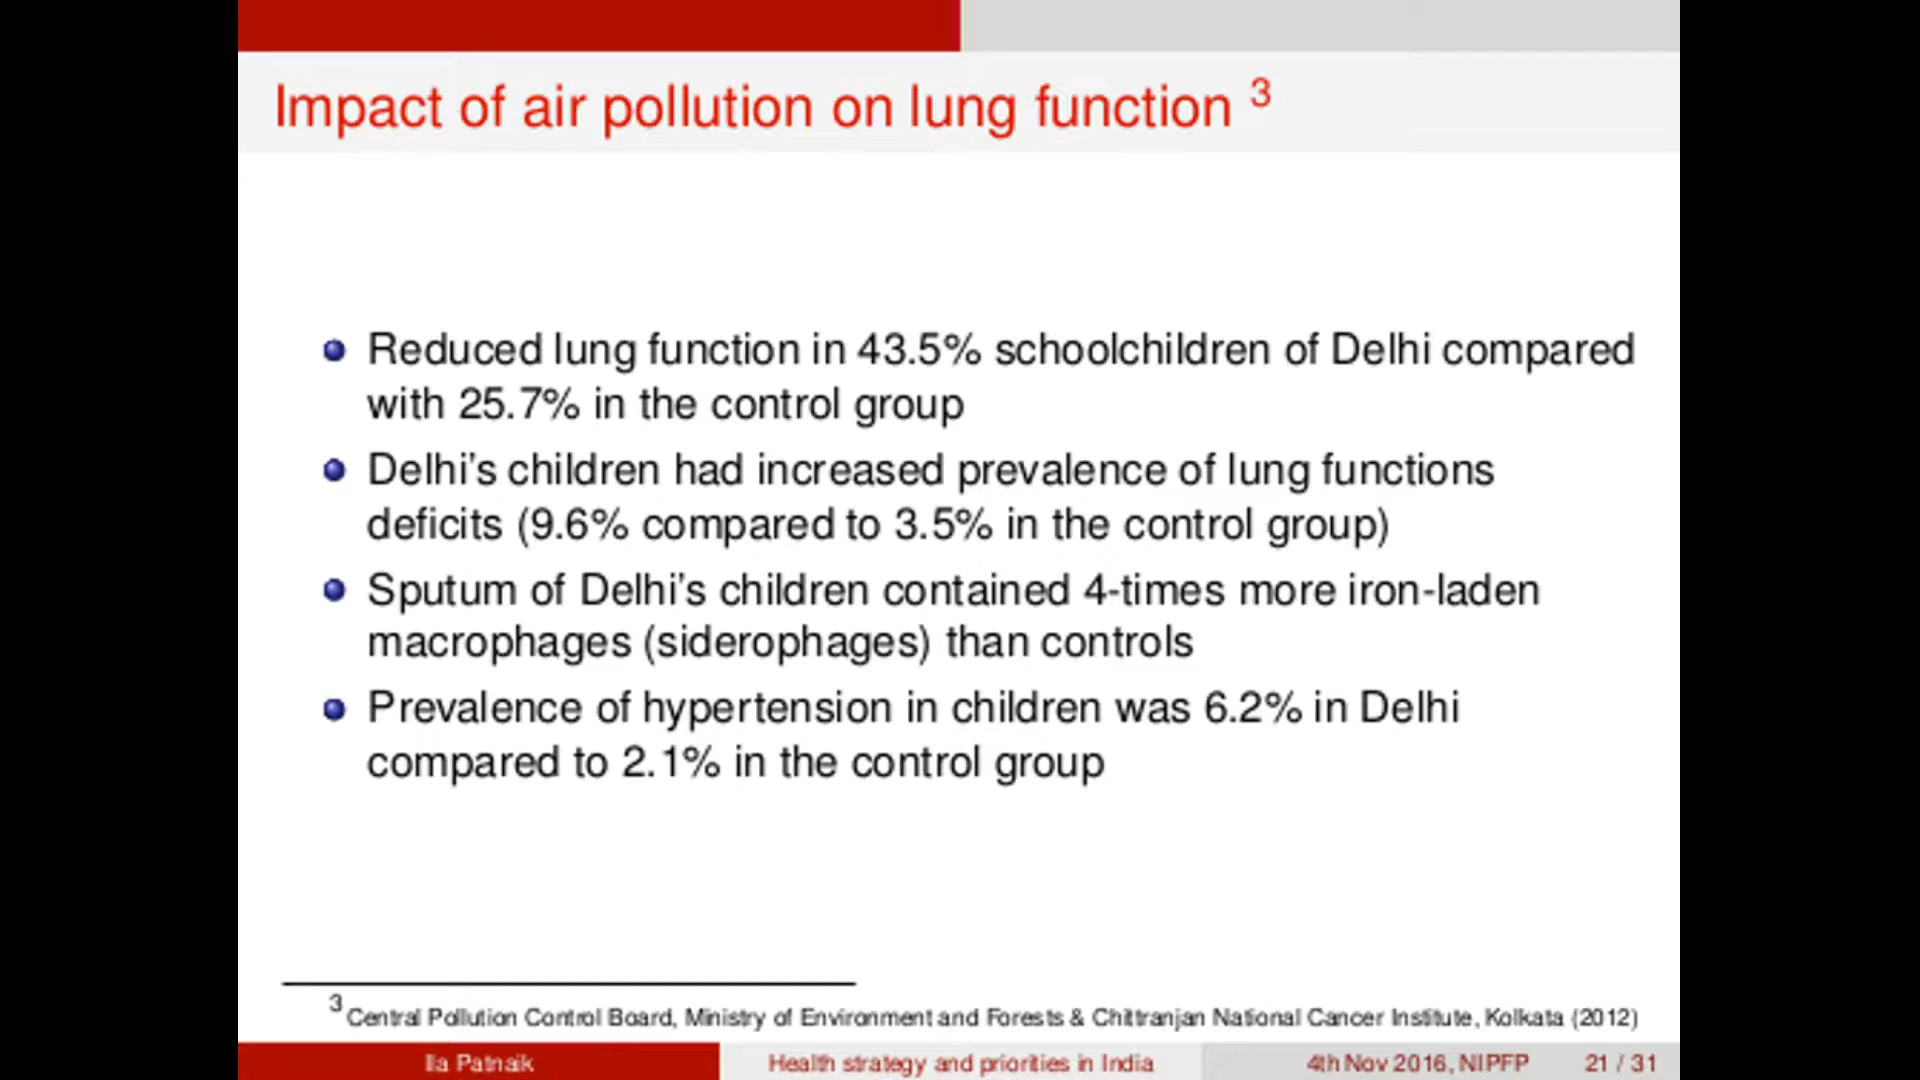 Impact of air pollution on lung function 3
Reduced lung function in 43.5% schoolchildren of Delhi compared
with 25.7% in the control group
Delhi's children had increased prevalence of lung functions
deficits (9.6% compared to 3.5% in the control group)
Sputum of Delhi's children contained 4-times more iron-laden
macrophages (siderophages) than controls
Prevalence of hypertension in children was 6.2% in Delhi
compared to 2.1% in the control group
3 Central Pollution Control Board, Ministry of Environment and Forests & Chittranjan National Cancer Institute, Kolkata (2012)
Ila Patnaik Health strategy and priorities in India 4th Nov 2016, NIPFP 21 / 31